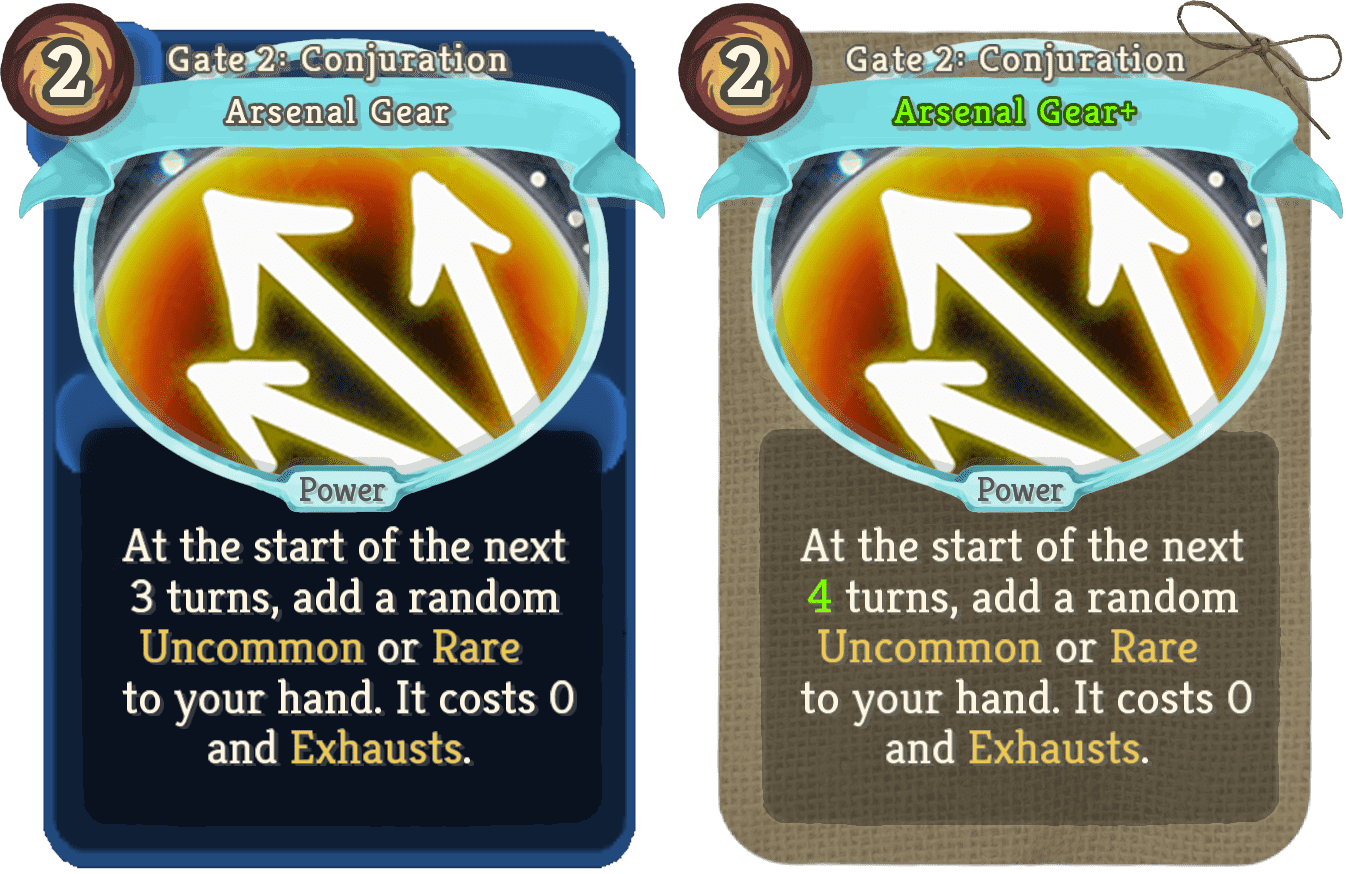 2
Gate 2: Conjuration
Arsenal Gear
Power
At the start of the next
3 turns, add a random
Uncommon or Rare
to your hand. It costs 0
and Exhausts.
2
Gate 2: Conjuration
Arsenal Gear+
Power
At the start of the next
4 turns, add a random
Uncommon or Rare
to your hand. It costs 0
and Exhausts.